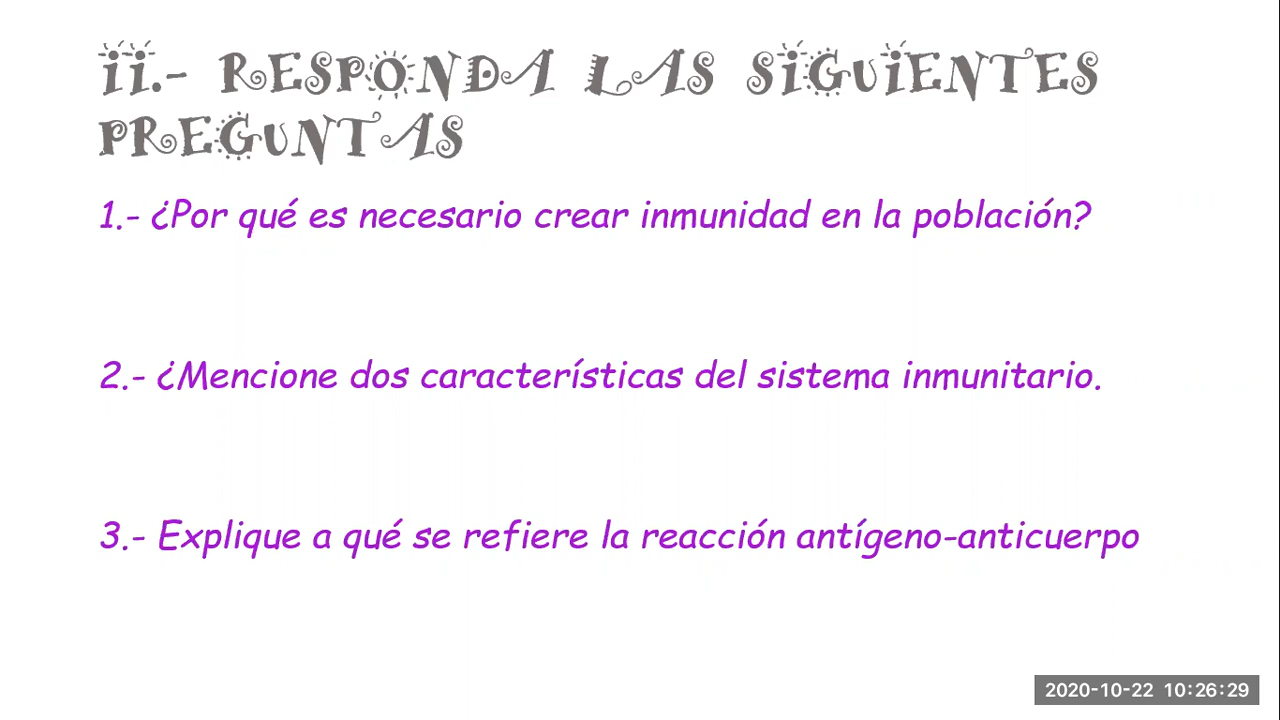 ii.- RESPONDA LAS SiGUiENTES
PREGUNTAS
1.- ¿Por qué es necesario crear inmunidad en la población?
2.- ¿Mencione dos características del sistema inmunitario.
3.- Explique a qué se refiere la reacción antígeno-anticuerpo
2020-10-22 10:26:29